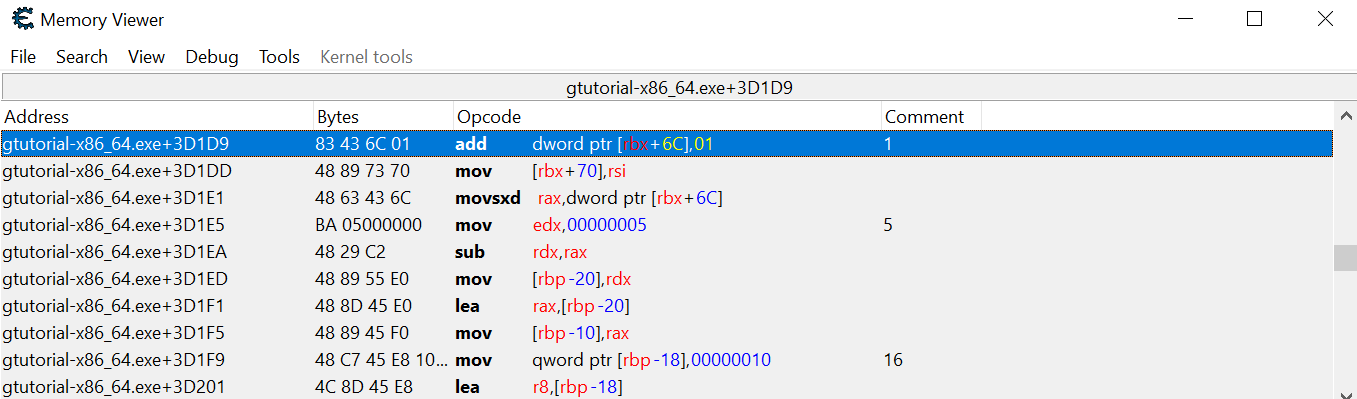 Memory Viewer
File Search View Debug Tools Kernel tools
gtutorial-x86_64.exe+3D1D9
Address Bytes Opcode Comment
gtutorial-x86_64.exe+3D1D9 83 43 6C 01 add dword ptr [rbx+6C],01 1
gtutorial-x86_64.exe+3D1DD 48 89 73 70 mov [rbx+70],rsi
gtutorial-x86_64.exe+3D1E1 48 63 43 6C movsxd rax,dword ptr [rbx+6C]
gtutorial-x86_64.exe+3D1E5 BA 05000000 mov edx,00000005 5
gtutorial-x86_64.exe+3D1EA 48 29 C2 sub rdx,rax
gtutorial-x86_64.exe+3D1ED 48 89 55 E0 mov [rbp-20],rdx
gtutorial-x86_64.exe+3D1F1 48 8D 45 E0 lea rax,[rbp-20]
gtutorial-x86_64.exe+3D1F5 48 89 45 F0 mov [rbp-10],rax
gtutorial-x86_64.exe+3D1F9 48 C7 45 E8 10... mov qword ptr [rbp-18],00000010 16
gtutorial-x86_64.exe+3D201 4C 8D 45 E8 lea r8,[rbp-18]